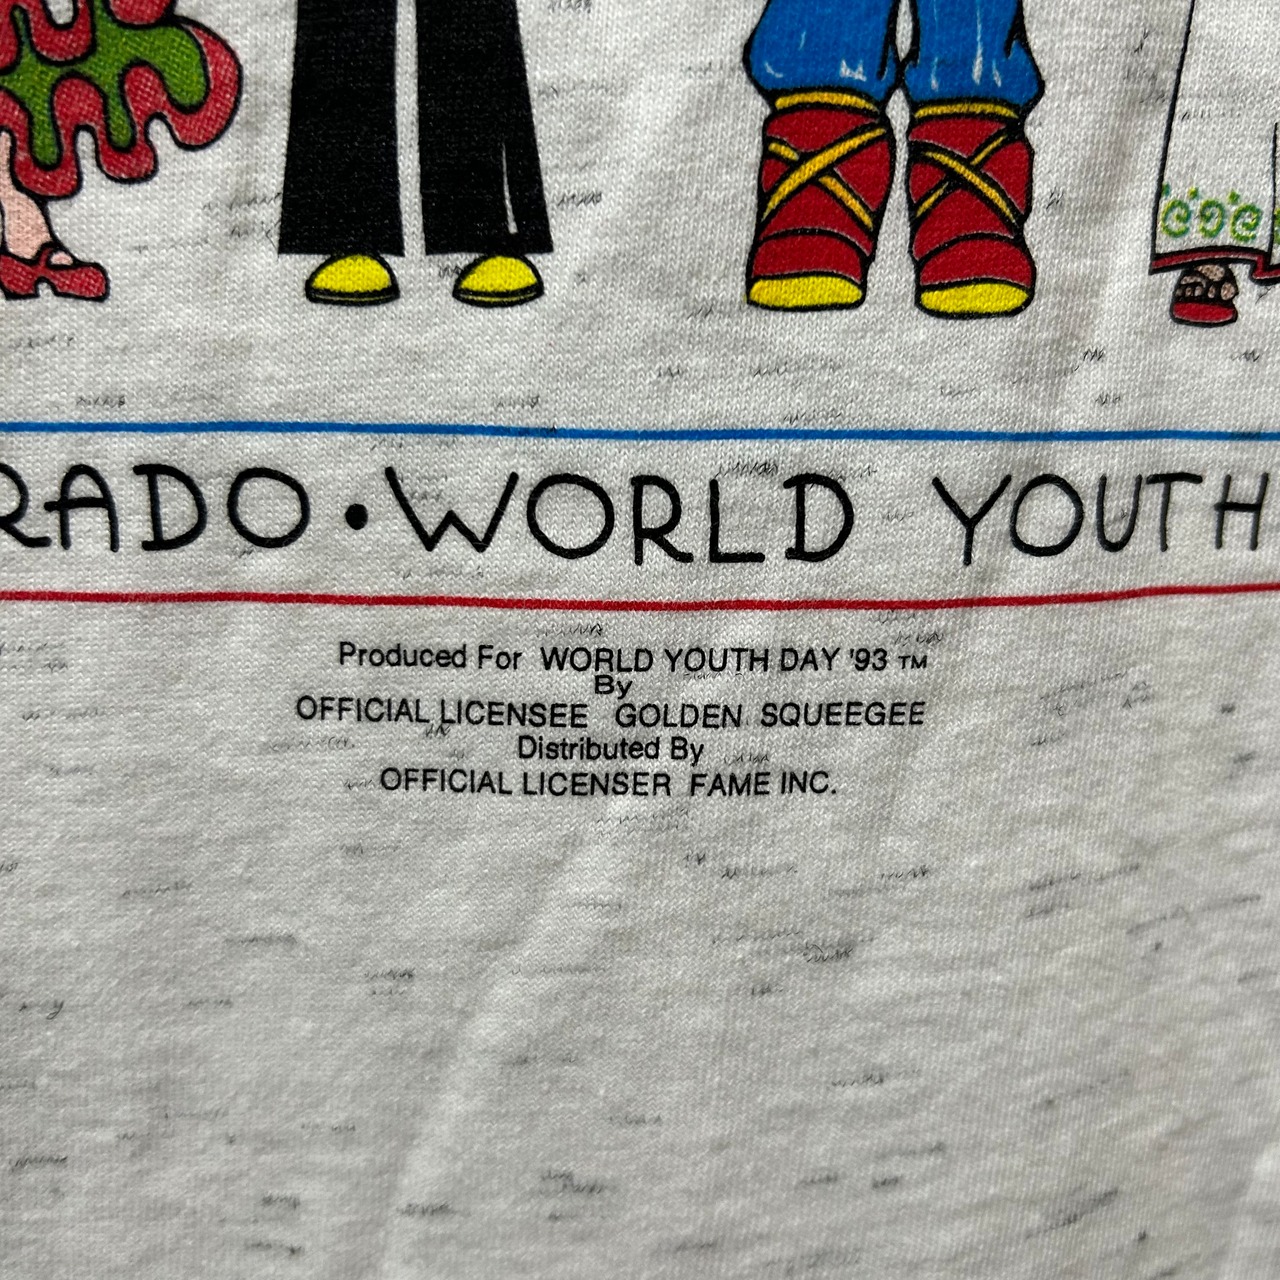 RADO • WORLD YOUTH
Produced For WORLD YOUTH DAY '93 TM
By
OFFICIAL LICENSEE GOLDEN SQUEEGEE
Distributed By
OFFICIAL LICENSER FAME INC.